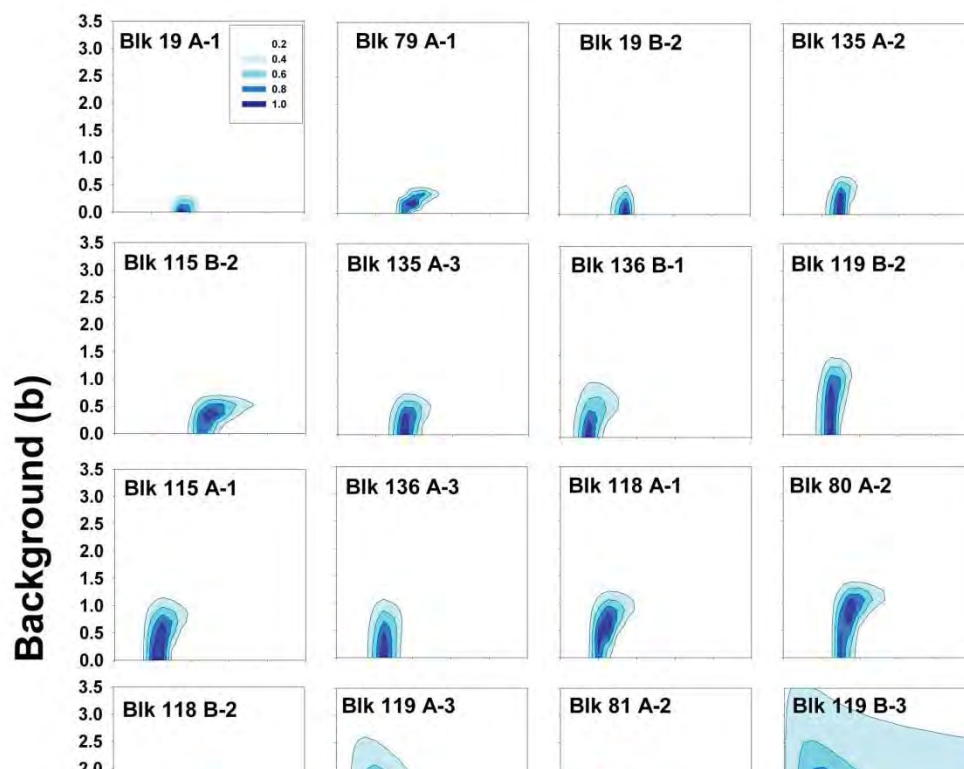 3.5
3.0
2.5
2.0
1.5
1.0
0.5
0.0
Blk 19 A-1
0.2
0.4
0.6
0.8
1.0
Blk 79 A-1
Blk 19 B-2
Blk 135 A-2
3.5
3.0
2.5
2.0
1.5
1.0
0.5
0.0
Blk 115 B-2
Blk 135 A-3
Blk 136 B-1
Blk 119 B-2
Background (b)
3.5
3.0
2.5
2.0
1.5
1.0
0.5
0.0
Blk 115 A-1
Blk 136 A-3
Blk 118 A-1
Blk 80 A-2
3.5
3.0
2.5
2.0
Blk 118 B-2
Blk 119 A-3
Blk 81 A-2
Blk 119 B-3